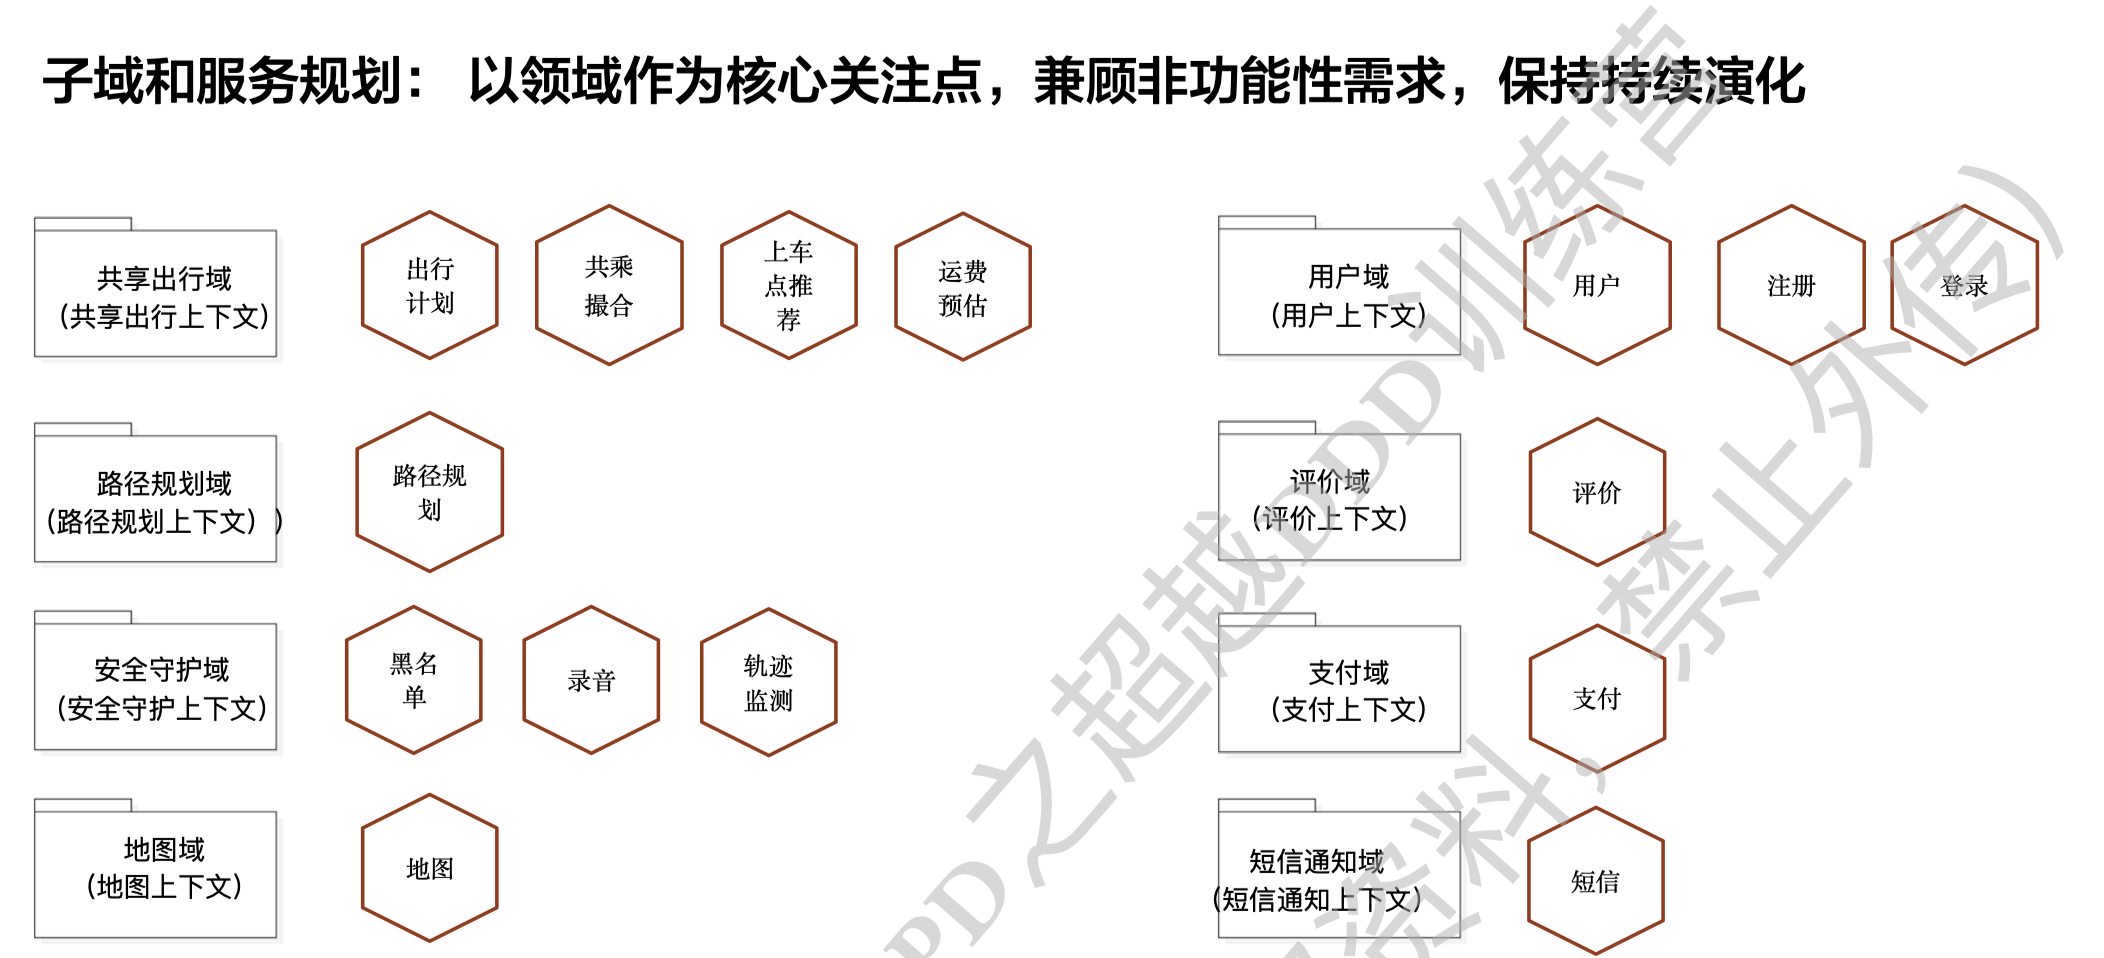 子域和服务规划： 以领域作为核心关注点，兼顾非功能性需求，保持持续演化
共享出行域
(共享出行上下文)
出行
计划
共乘
撮合
上车
点推
荐
运费
预估
用户域
(用户上下文)
用户
注册
登录
路径规划域
(路径规划上下文) )
路径规
划
评价域
(评价上下文)
评价
安全守护域
(安全守护上下文)
黑名
单
录音
轨迹
监测
支付域
(支付上下文)
支付
地图域
(地图上下文)
地图
短信通知域
(短信通知上下文)
短信
PD之超越DDD训练营
资料，禁止外传)